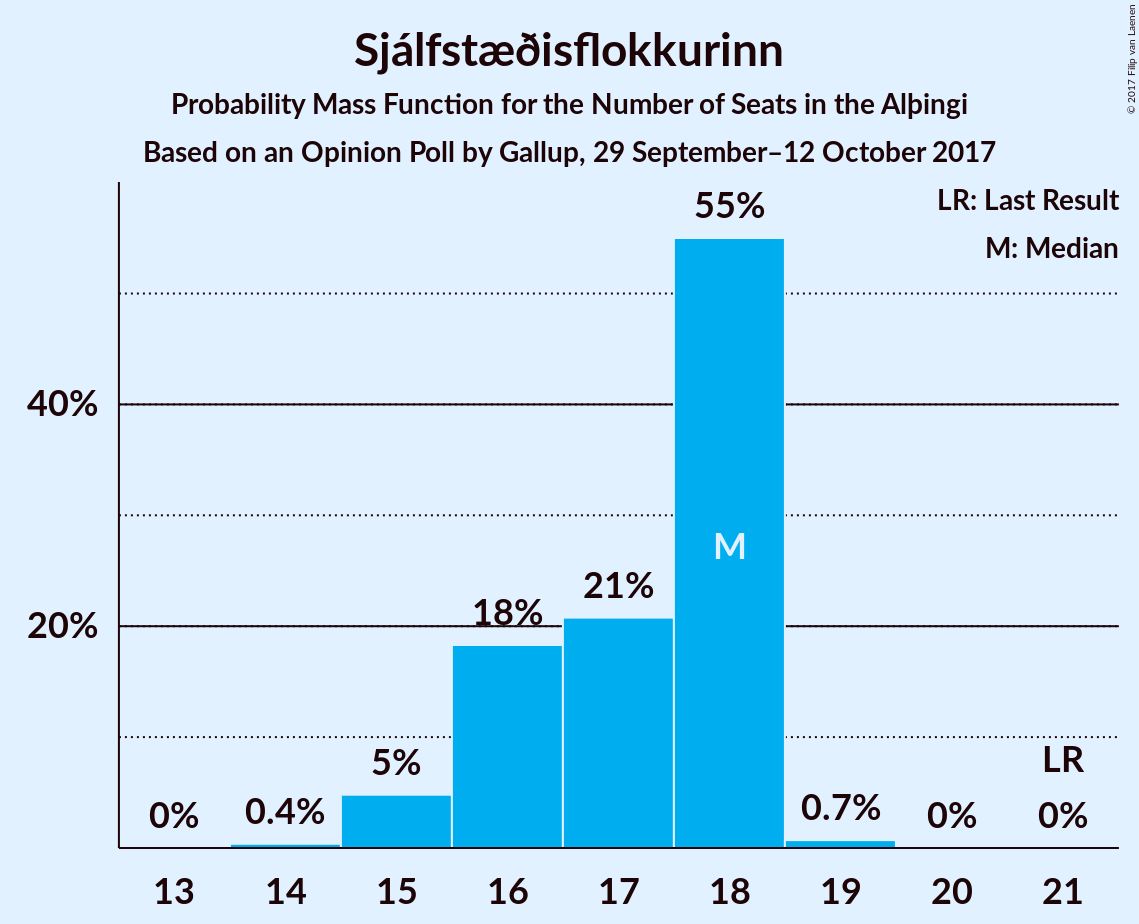 Sjálfstæðisflokkurinn
Probability Mass Function for the Number of Seats in the Alþingi
Based on an Opinion Poll by Gallup, 29 September–12 October 2017
© 2017 Filip van Laenen
LR: Last Result
M: Median
55%
40%
M
21%
18%
20%
5%
LR
0%
0.4%
0.7%
0%
0%
13 14 15 16 17 18 19 20 21